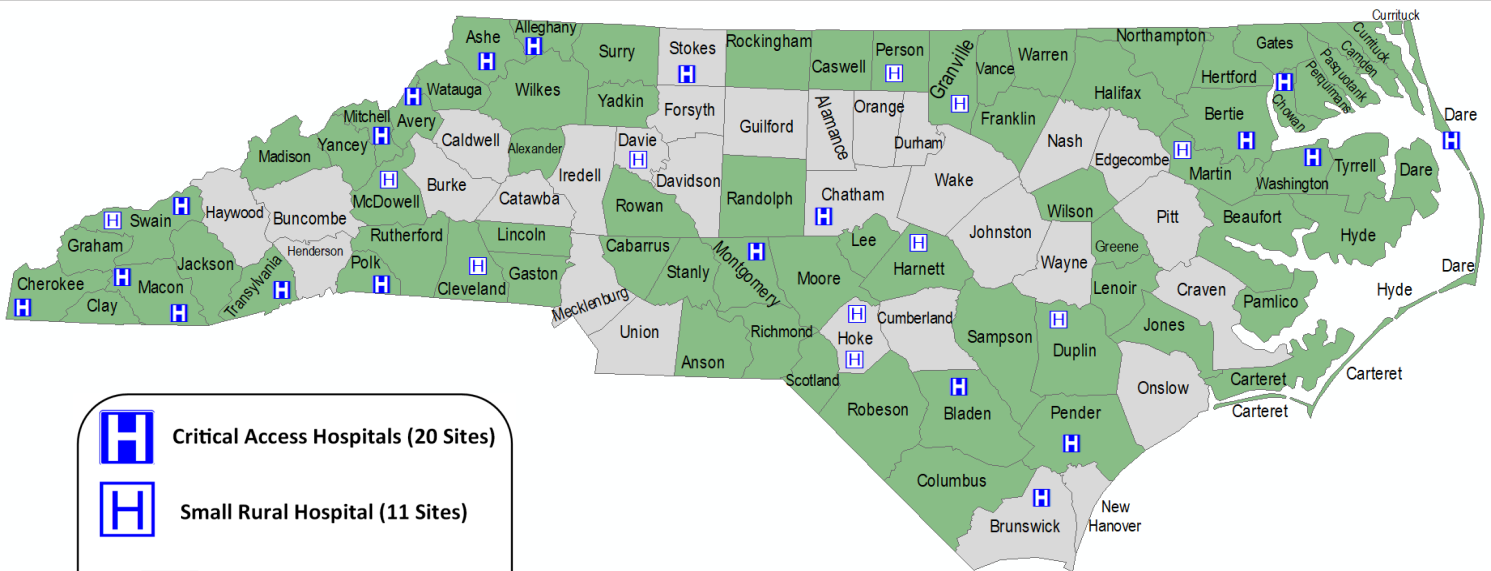 Currituck
Ashe
Alleghany
Surry
Stokes
Rockingham
Caswell
Person
Granville
Vance
Warren
Northampton
Gates
Currituck
Camden
Pasquotank
Perquimans
Hertford
Chowan
Watauga
Wilkes
Yadkin
Forsyth
Guilford
Alamance
Orange
Durham
Franklin
Halifax
Bertie
Dare
Mitchell
Avery
Caldwell
Alexander
Davie
Nash
Edgecombe
Madison
Yancey
Burke
Iredell
Davidson
Wake
Martin
Washington
Tyrrell
Dare
McDowell
Catawba
Rowan
Randolph
Chatham
Swain
Haywood
Buncombe
Wilson
Pitt
Beaufort
Hyde
Graham
Jackson
Henderson
Rutherford
Lincoln
Cabarrus
Lee
Johnston
Greene
Cherokee
Clay
Macon
Transylvania
Polk
Cleveland
Gaston
Stanly
Montgomery
Moore
Harnett
Wayne
Lenoir
Craven
Pamlico
Hyde
Dare
Mecklenburg
Union
Anson
Richmond
Hoke
Cumberland
Sampson
Duplin
Jones
Scotland
Onslow
Carteret
Carteret
Carteret
Robeson
Bladen
Pender
Columbus
Brunswick
New
Hanover
H Critical Access Hospitals (20 Sites)
H Small Rural Hospital (11 Sites)